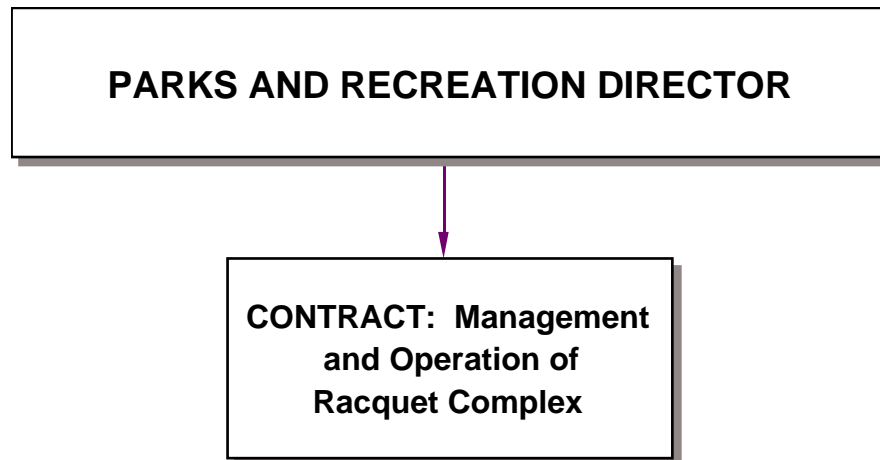 PARKS AND RECREATION DIRECTOR
CONTRACT:  Management
and Operation of
Racquet Complex